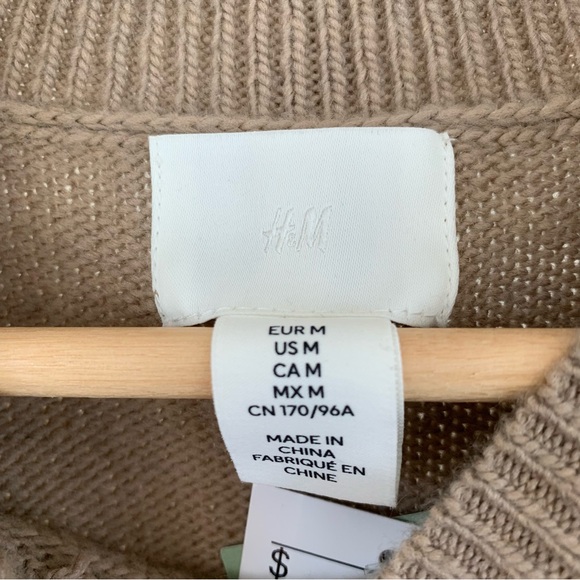 H&M
EUR M
US M
CA M
MX M
CN 170/96A
MADE IN
CHINA
FABRIQUÉ EN
CHINE
$